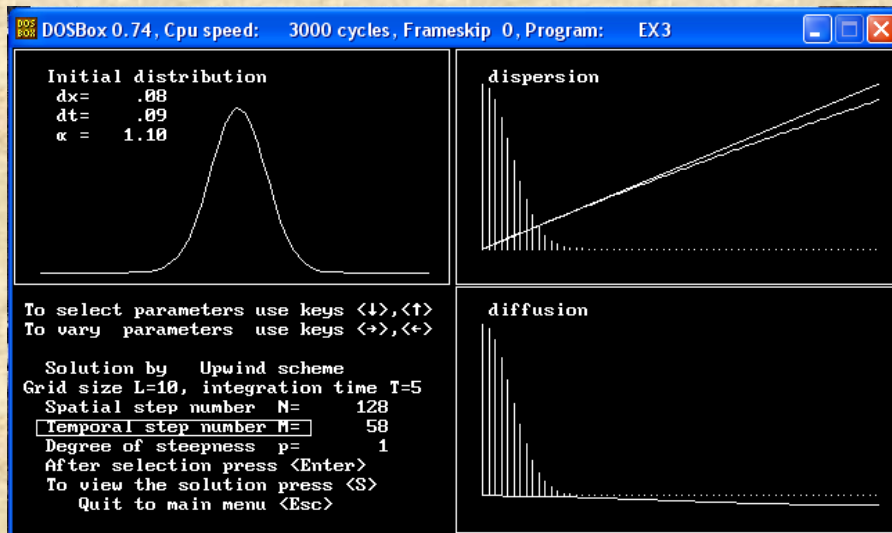 DOSBox 0.74, Cpu speed: 3000 cycles, Frameskip 0, Program: EX3
Initial distribution
dx= .08
dt= .09
α = 1.10
dispersion
To select parameters use keys <↓>,<↑>
To vary parameters use keys <→>,<←>
Solution by Upwind scheme
Grid size L=10, integration time T=5
Spatial step number N= 128
Temporal step number M= 58
Degree of steepness p= 1
After selection press <Enter>
To view the solution press <S>
Quit to main menu <Esc>
diffusion